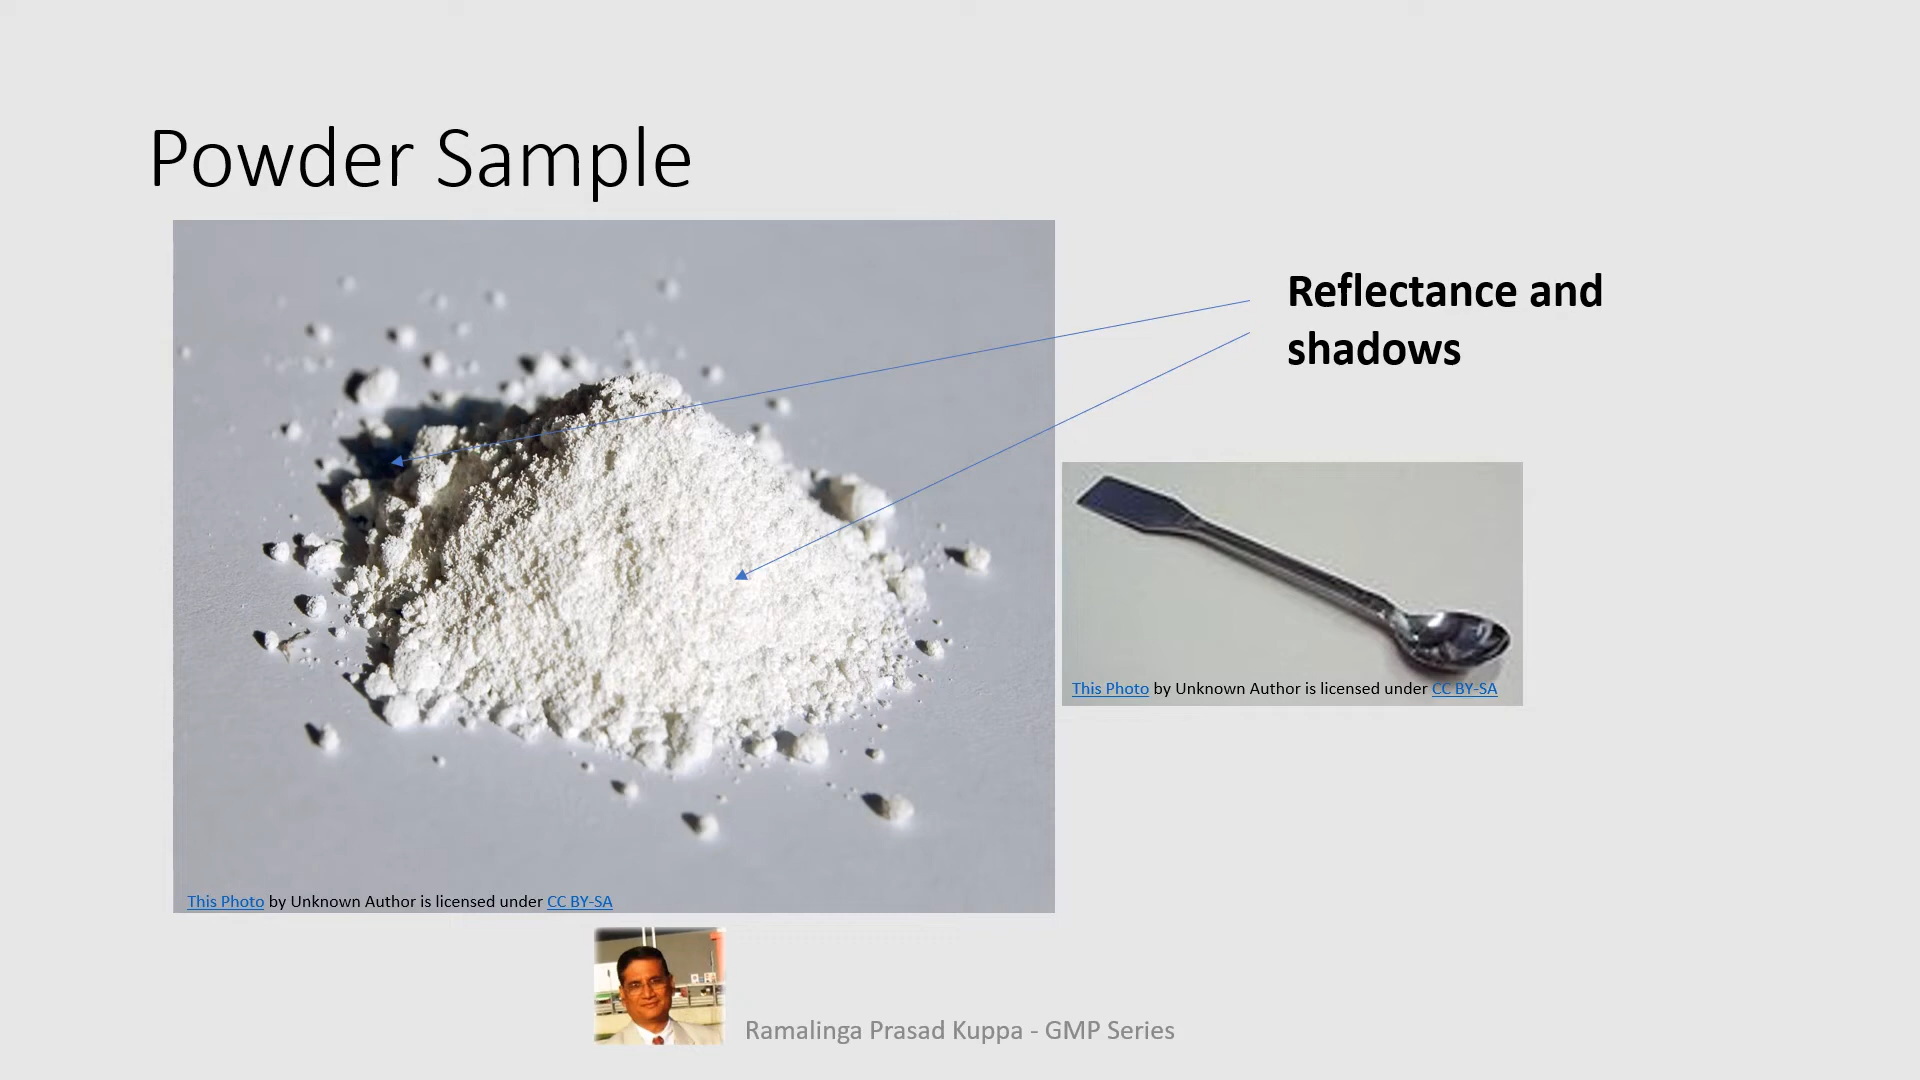 Powder Sample
Reflectance and
shadows
This Photo by Unknown Author is licensed under CC BY-SA
This Photo by Unknown Author is licensed under CC BY-SA
Ramalinga Prasad Kuppa - GMP Series